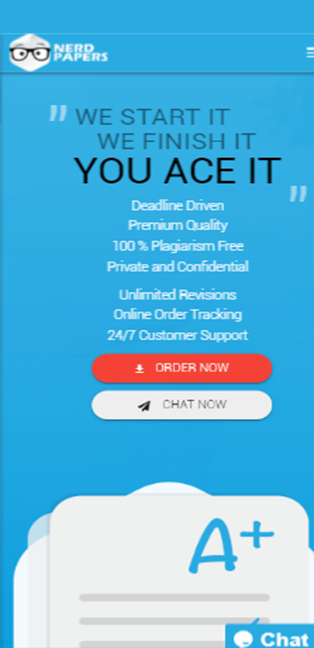 NERD
PAPERS
" WE START IT
WE FINISH IT
YOU ACE IT "
Deadline Driven
Premium Quality
100 % Plagiarism Free
Private and Confidential
Unlimited Revisions
Online Order Tracking
24/7 Customer Support
ORDER NOW
CHAT NOW
A+
Chat